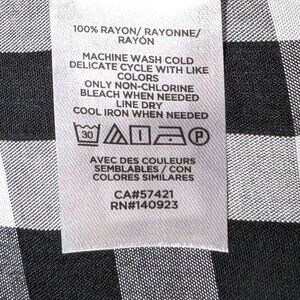 100% RAYON/ RAYONNE/
RAYÓN
MACHINE WASH COLD
DELICATE CYCLE WITH LIKE
COLORS
ONLY NON-CHLORINE
BLEACH WHEN NEEDED
LINE DRY
COOL IRON WHEN NEEDED
30 P
AVEC DES COULEURS
SEMBLABLES / CON
COLORES SIMILARES
CA#57421
RN#140923